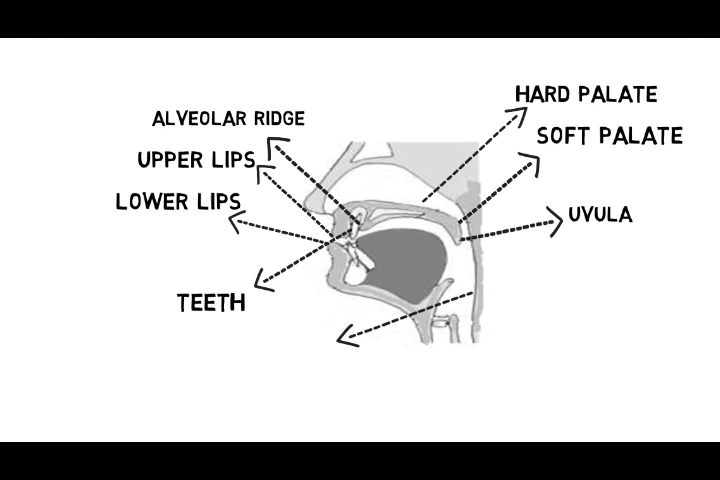 HARD PALATE
ALVEOLAR RIDGE
SOFT PALATE
UPPER LIPS
LOWER LIPS
UVULA
TEETH